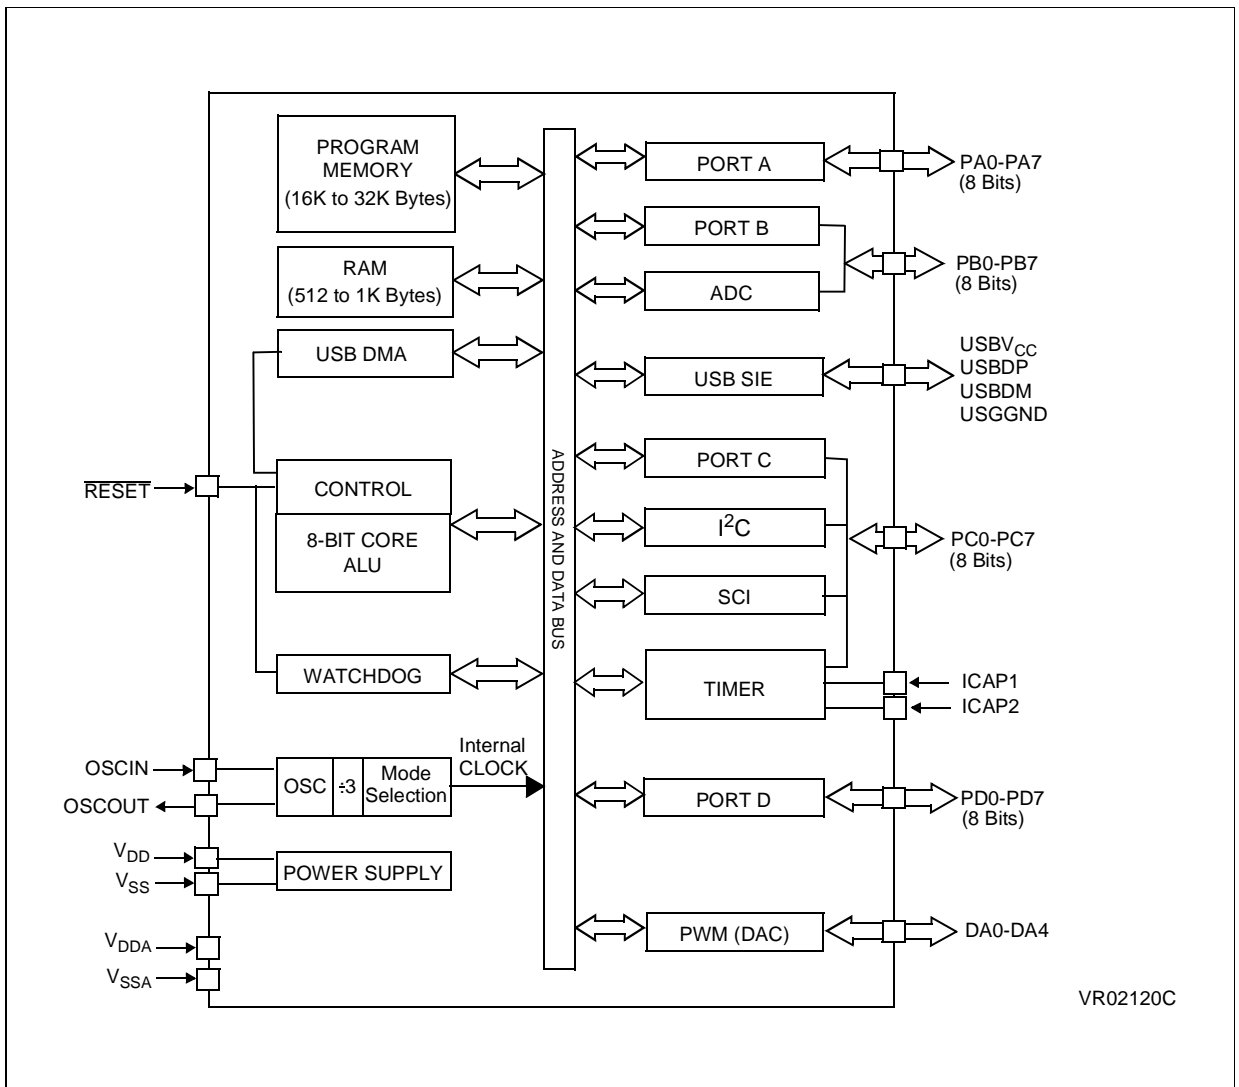 PROGRAM
MEMORY
(16K to 32K Bytes)
RAM
(512 to 1K Bytes)
USB DMA
CONTROL
8-BIT CORE
ALU
WATCHDOG
Internal
CLOCK
OSC
÷3
Mode
Selection
POWER SUPPLY
RESET
OSCIN
OSCOUT
VDD
VSS
VDDA
VSSA
ADDRESS AND DATA BUS
PORT A
PORT B
ADC
USB SIE
PORT C
I²C
SCI
TIMER
PORT D
PWM (DAC)
PA0-PA7
(8 Bits)
PB0-PB7
(8 Bits)
USBVCC
USBDP
USBDM
USGGND
PC0-PC7
(8 Bits)
ICAP1
ICAP2
PD0-PD7
(8 Bits)
DA0-DA4
VR02120C